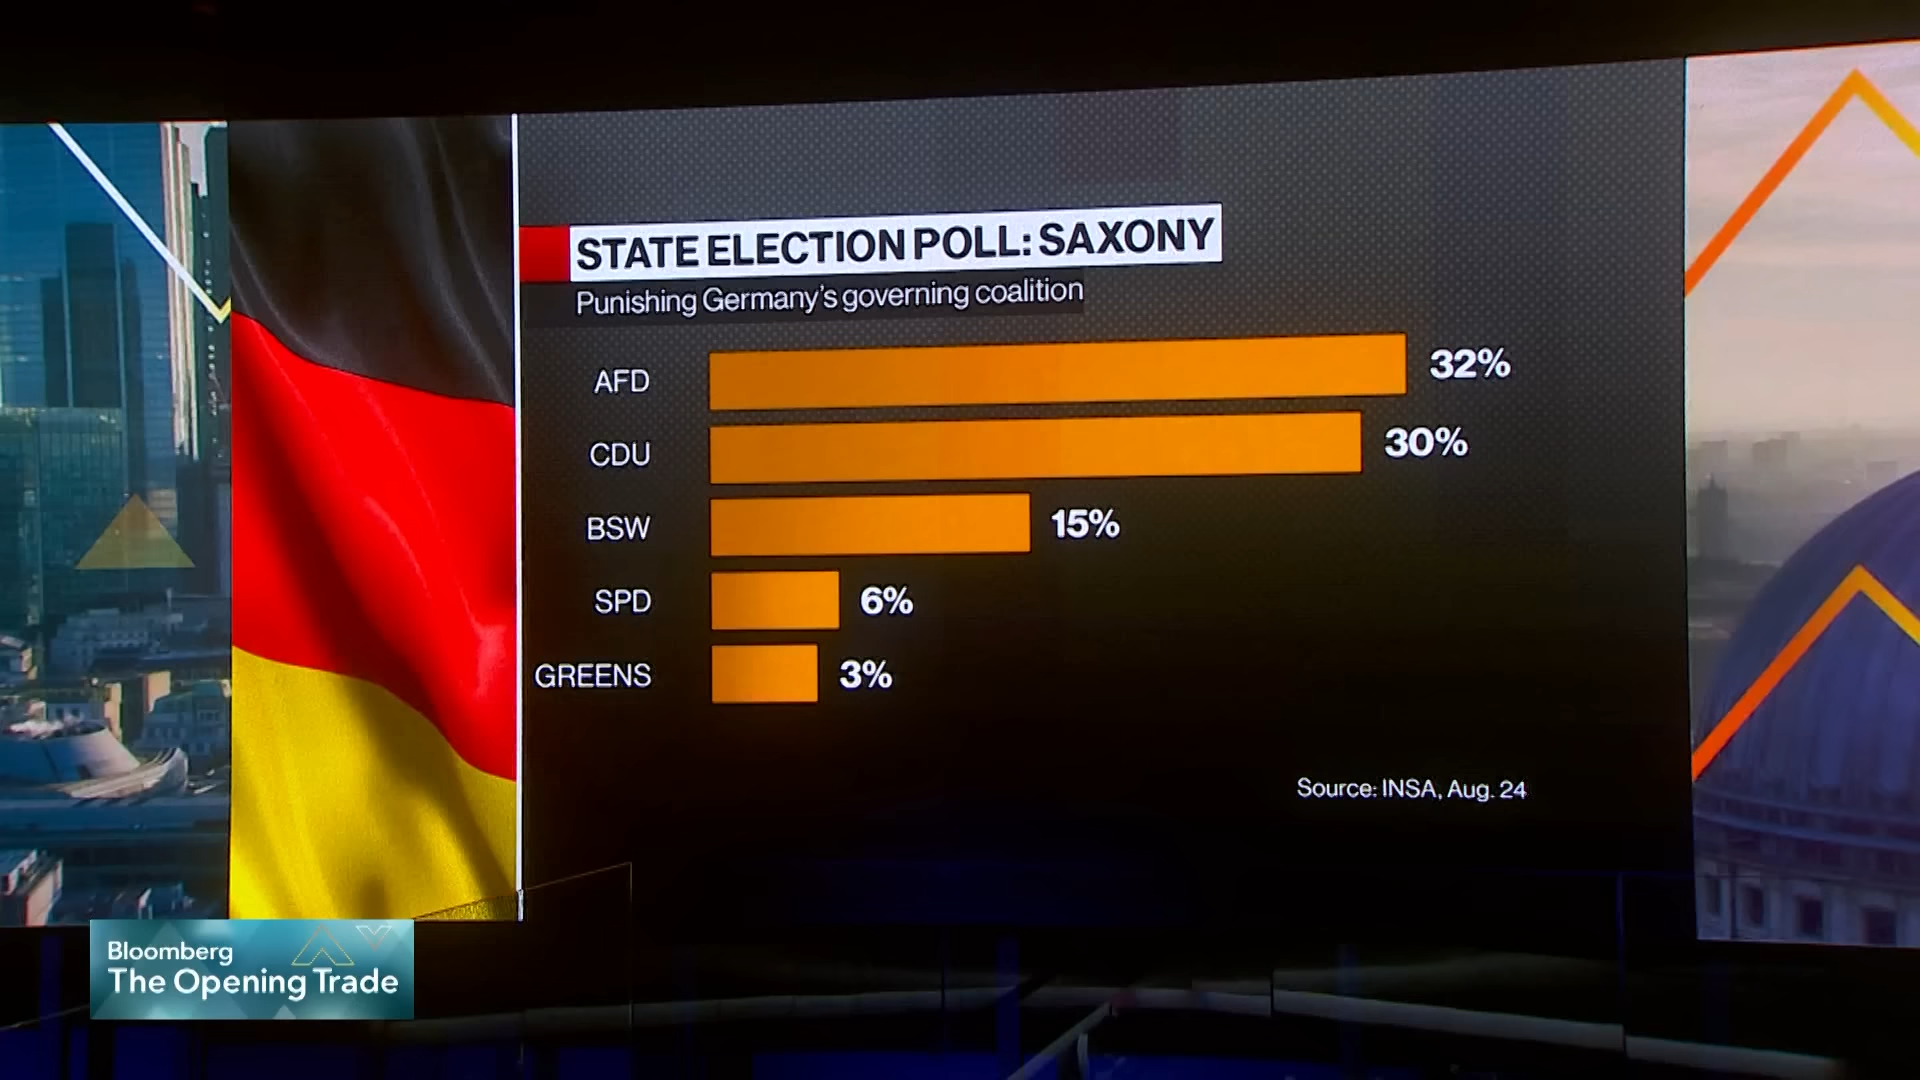 STATE ELECTION POLL: SAXONY
Punishing Germany's governing coalition
AFD 32%
CDU 30%
BSW 15%
SPD 6%
GREENS 3%
Source: INSA, Aug. 24
Bloomberg
The Opening Trade